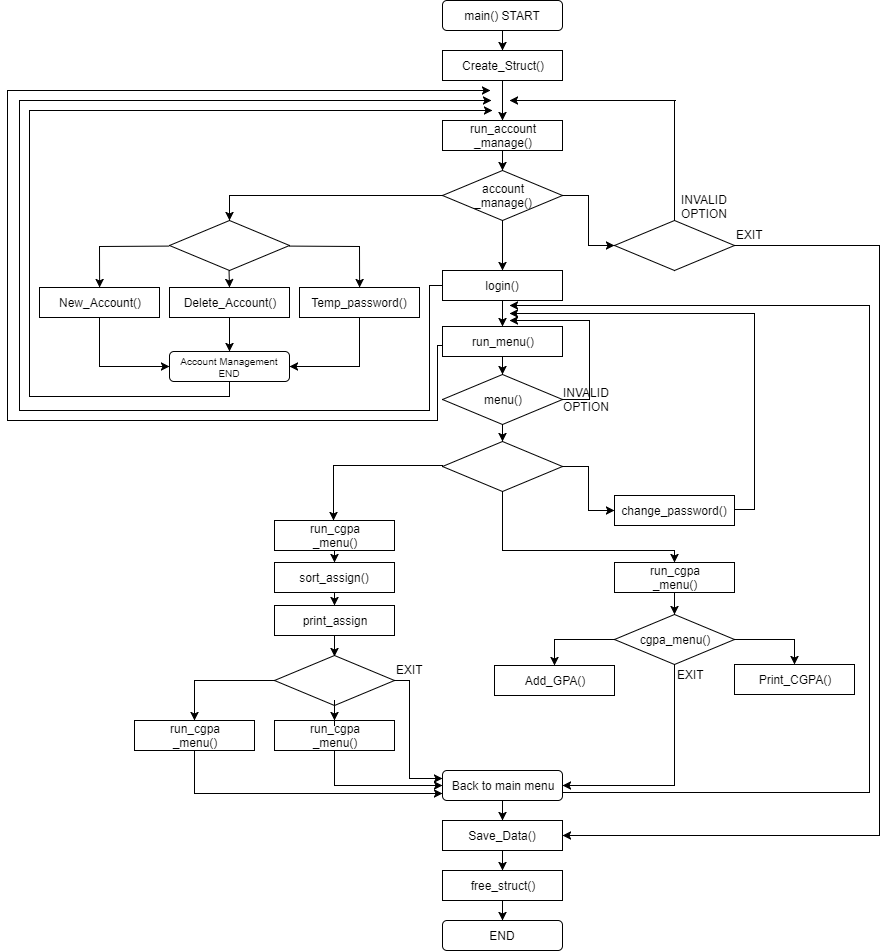 main() START
Create_Struct()
run_account
_manage()
account
_manage()
INVALID
OPTION
EXIT
login()
New_Account()
Delete_Account()
Temp_password()
run_menu()
Account Management
END
menu()
INVALID
OPTION
change_password()
run_cgpa
_menu()
sort_assign()
run_cgpa
_menu()
print_assign
cgpa_menu()
EXIT
EXIT
Add_GPA()
Print_CGPA()
run_cgpa
_menu()
run_cgpa
_menu()
Back to main menu
Save_Data()
free_struct()
END